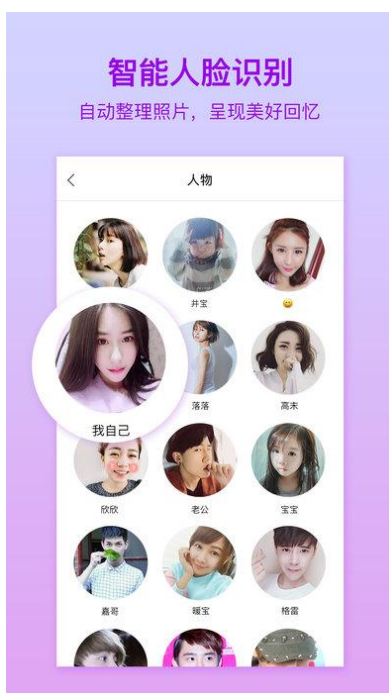 智能人脸识别
自动整理照片，呈现美好回忆
人物
井宝
😀
我自己
落落
高末
欣欣
老公
宝宝
嘉哥
暖宝
格雷